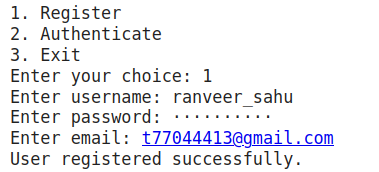 1. Register
2. Authenticate
3. Exit
Enter your choice: 1
Enter username: ranveer_sahu
Enter password: ··········
Enter email: t77044413@gmail.com
User registered successfully.